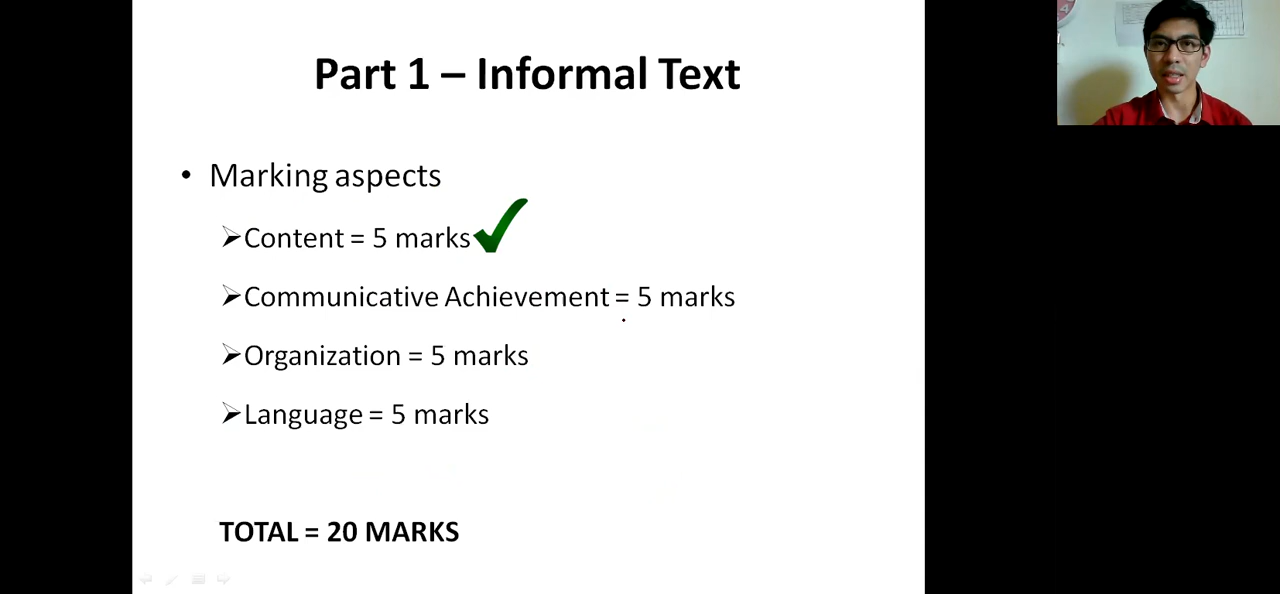 Part 1 – Informal Text
• Marking aspects
➢Content = 5 marks
➢Communicative Achievement = 5 marks
➢Organization = 5 marks
➢Language = 5 marks
TOTAL = 20 MARKS